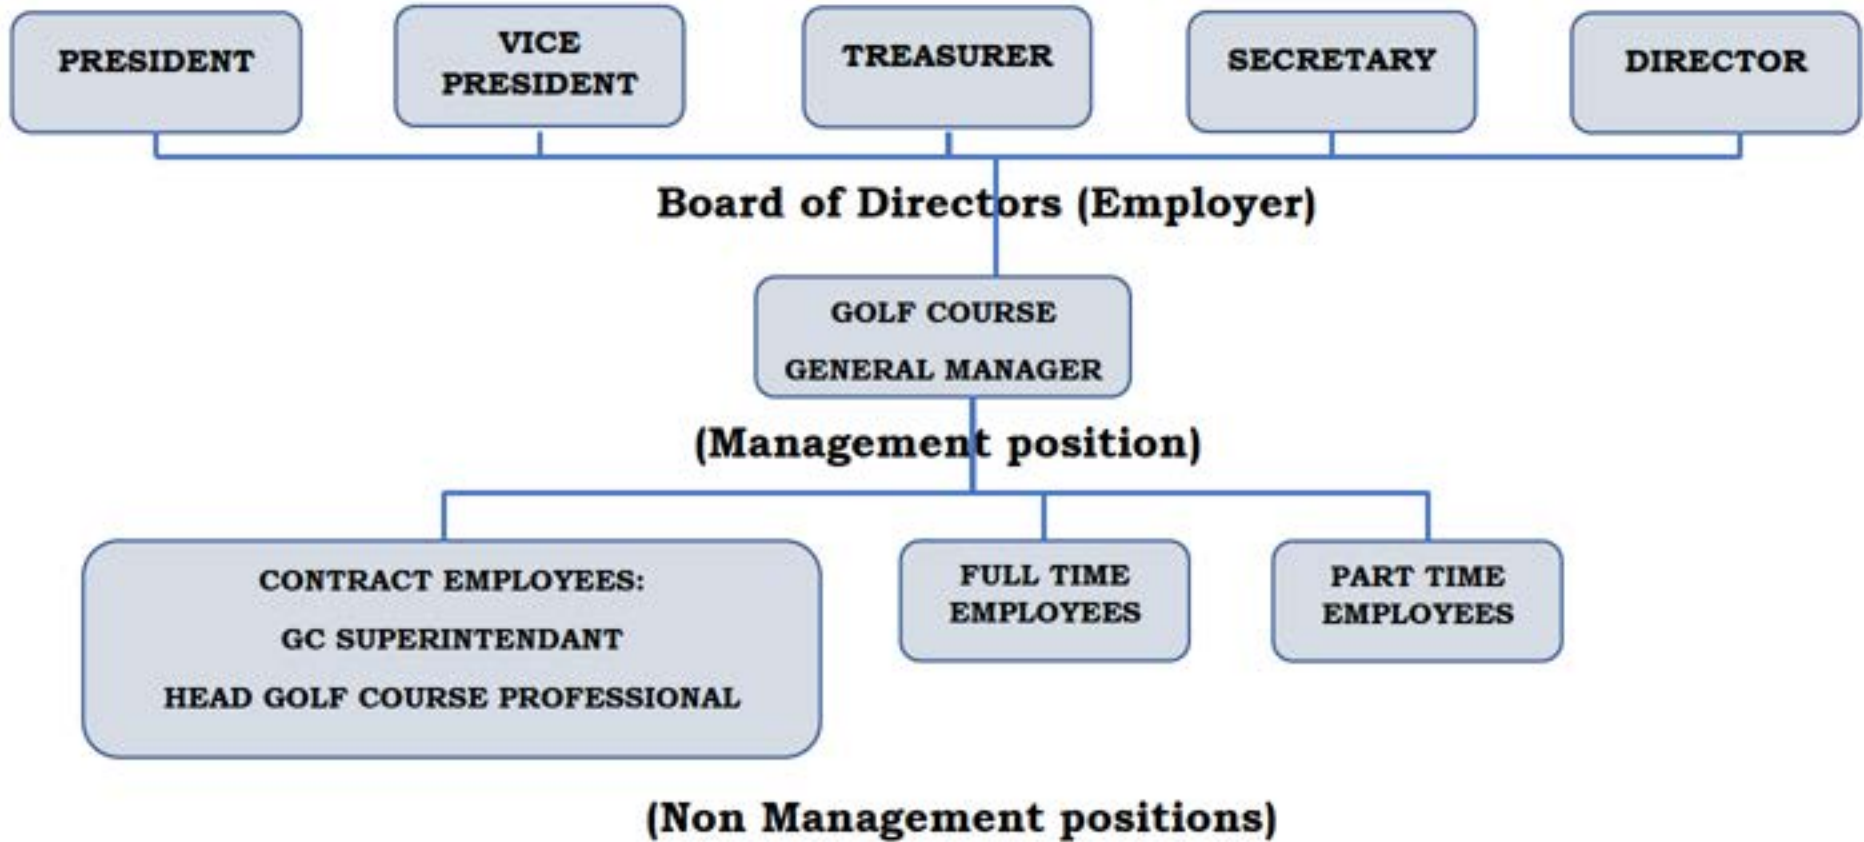 PRESIDENT
VICE
PRESIDENT
TREASURER
SECRETARY
DIRECTOR
Board of Directors (Employer)
GOLF COURSE
GENERAL MANAGER
(Management position)
CONTRACT EMPLOYEES:
GC SUPERINTENDANT
HEAD GOLF COURSE PROFESSIONAL
FULL TIME
EMPLOYEES
PART TIME
EMPLOYEES
(Non Management positions)